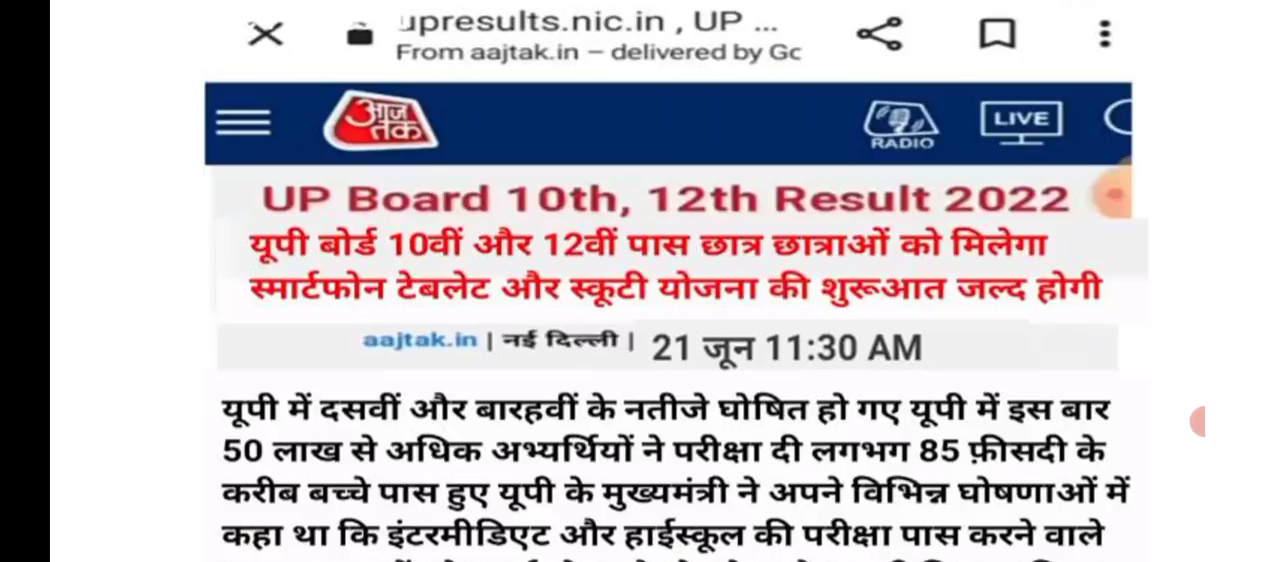 upresults.nic.in , UP ...
From aajtak.in – delivered by Gc
आज
तक
RADIO
LIVE
UP Board 10th, 12th Result 2022
यूपी बोर्ड 10वीं और 12वीं पास छात्र छात्राओं को मिलेगा
स्मार्टफोन टेबलेट और स्कूटी योजना की शुरूआत जल्द होगी
aajtak.in | नई दिल्ली | 21 जून 11:30 AM
यूपी में दसवीं और बारहवीं के नतीजे घोषित हो गए यूपी में इस बार
50 लाख से अधिक अभ्यर्थियों ने परीक्षा दी लगभग 85 फ़ीसदी के
करीब बच्चे पास हुए यूपी के मुख्यमंत्री ने अपने विभिन्न घोषणाओं में
कहा था कि इंटरमीडिएट और हाईस्कूल की परीक्षा पास करने वाले